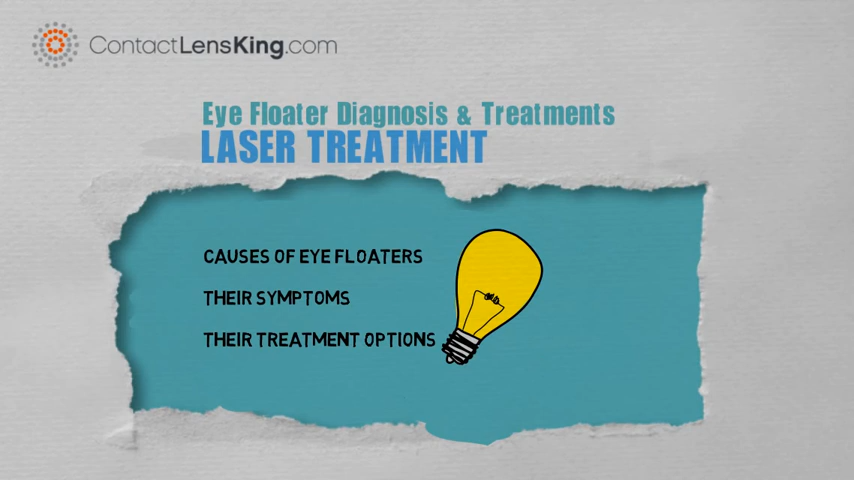 ContactLensKing.com
Eye Floater Diagnosis & Treatments
LASER TREATMENT
CAUSES OF EYE FLOATERS
THEIR SYMPTOMS
THEIR TREATMENT OPTIONS